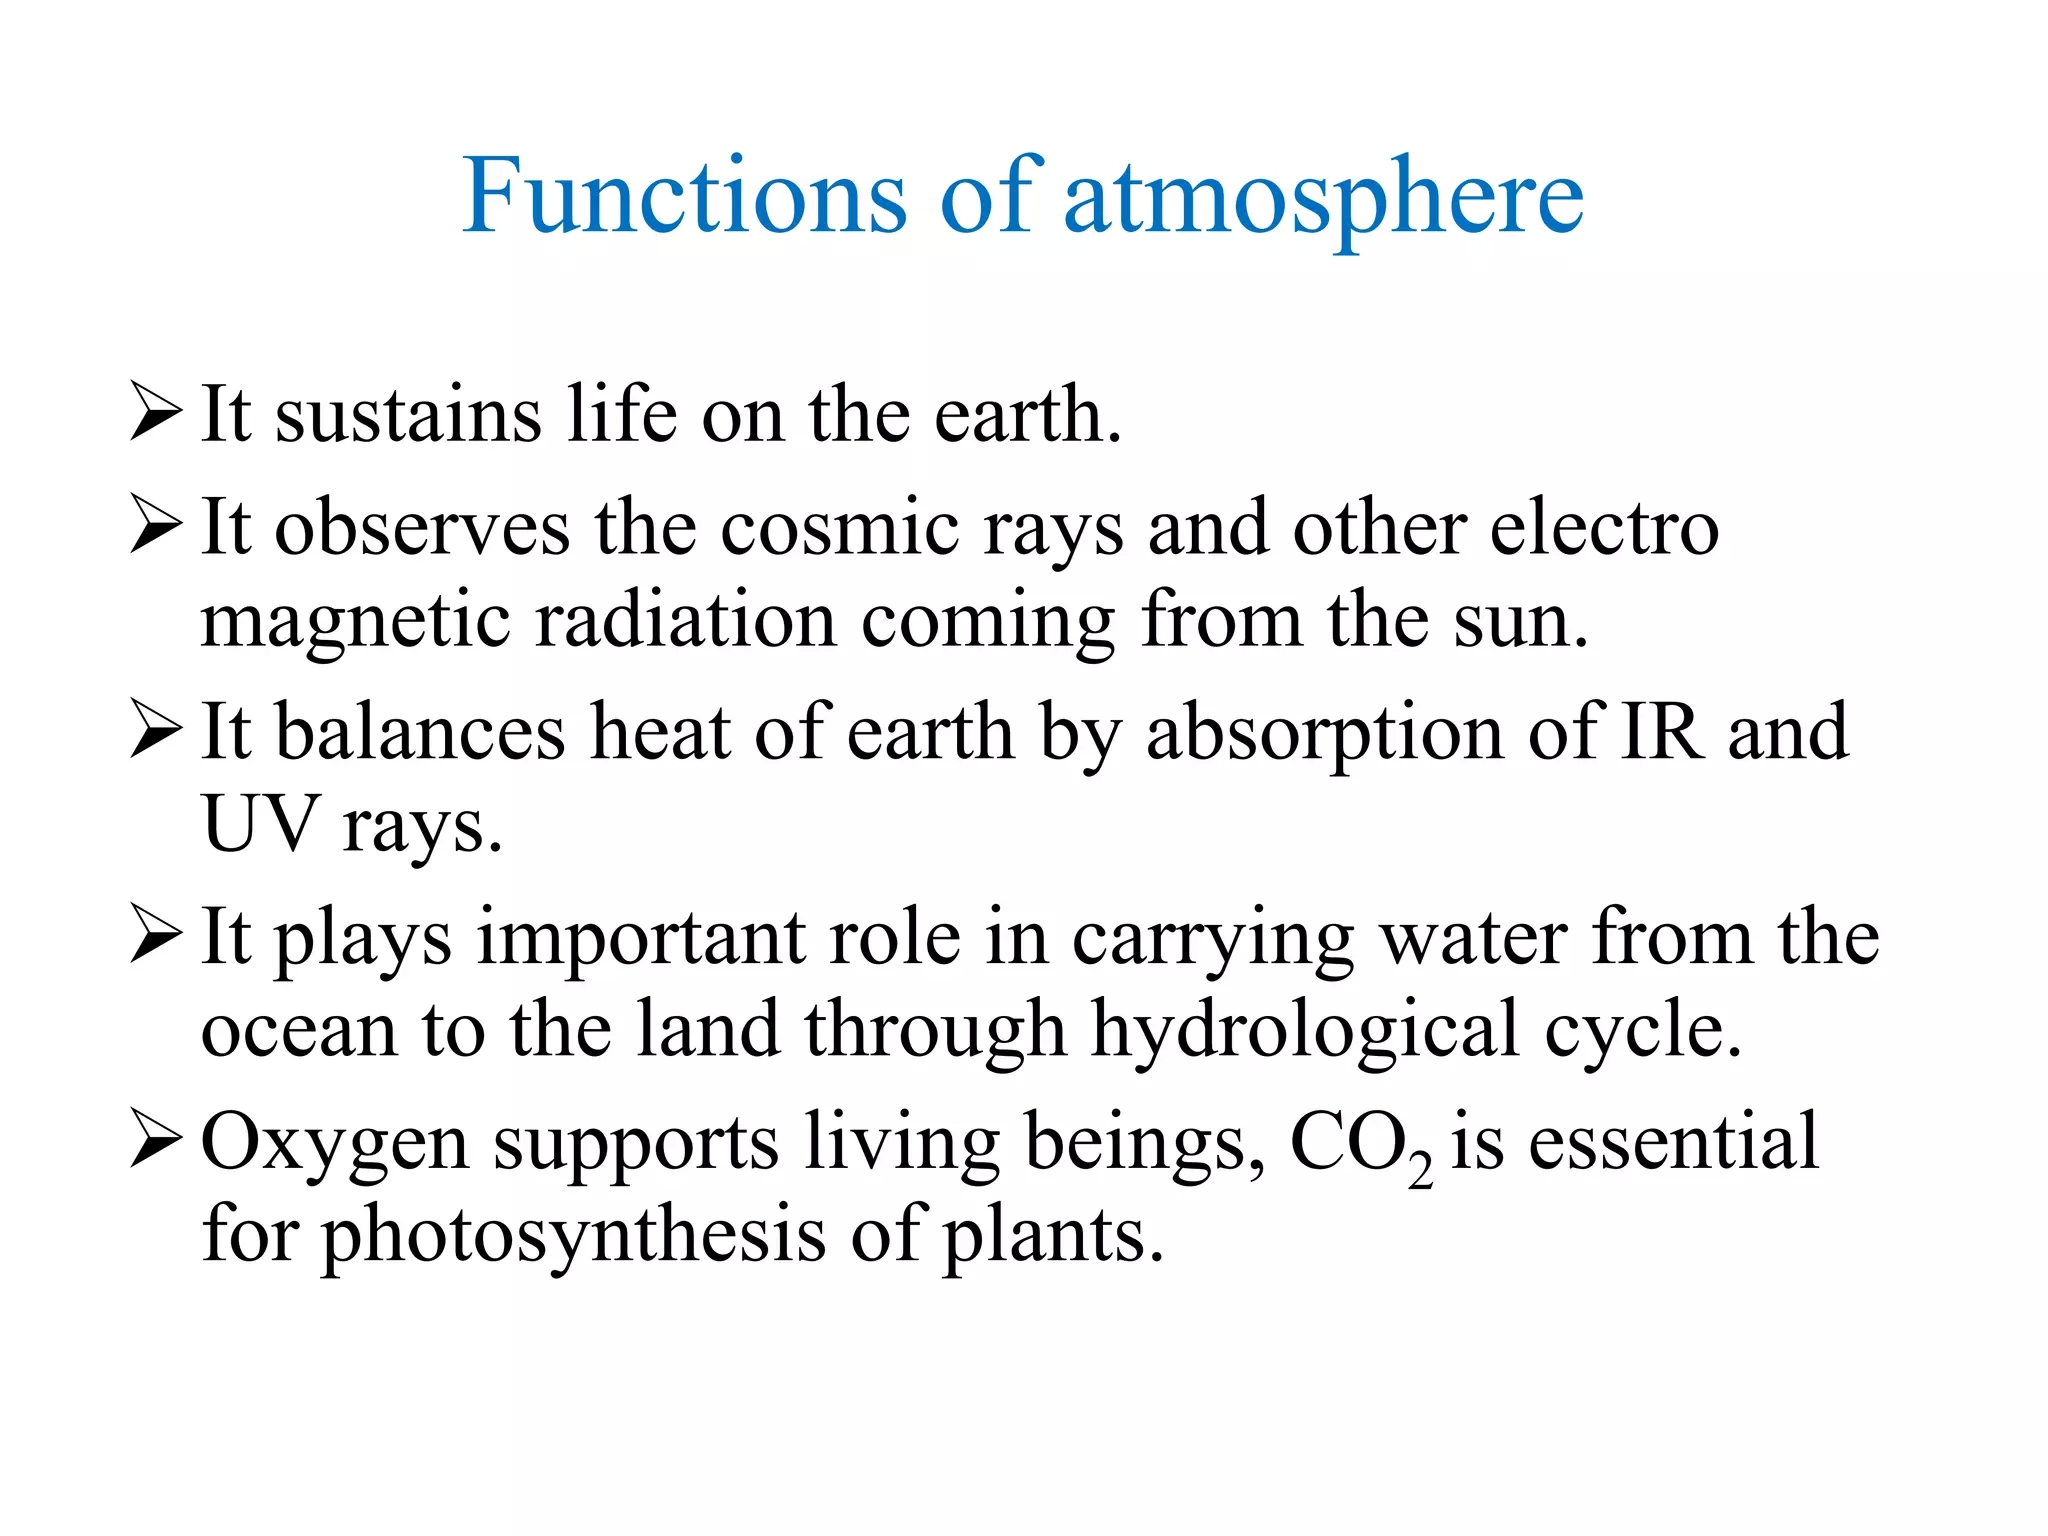 Functions of atmosphere
➢ It sustains life on the earth.
➢ It observes the cosmic rays and other electro
magnetic radiation coming from the sun.
➢ It balances heat of earth by absorption of IR and
UV rays.
➢ It plays important role in carrying water from the
ocean to the land through hydrological cycle.
➢ Oxygen supports living beings, CO₂ is essential
for photosynthesis of plants.